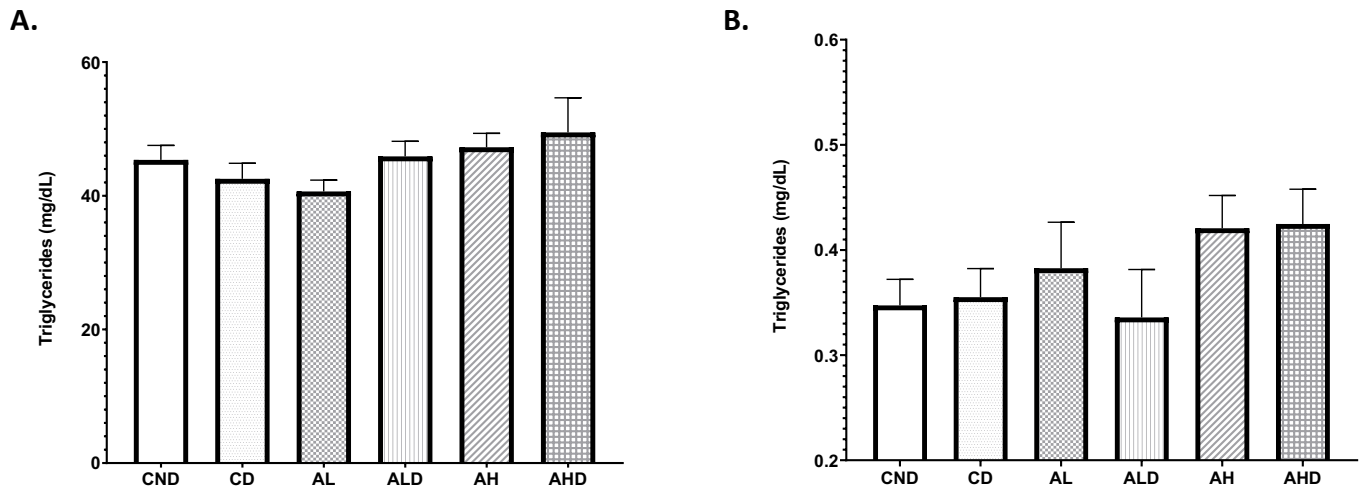 A.
Triglycerides (mg/dL)
60
40
20
0
CND CD AL ALD AH AHD
B.
Triglycerides (mg/dL)
0.6
0.5
0.4
0.3
0.2
CND CD AL ALD AH AHD